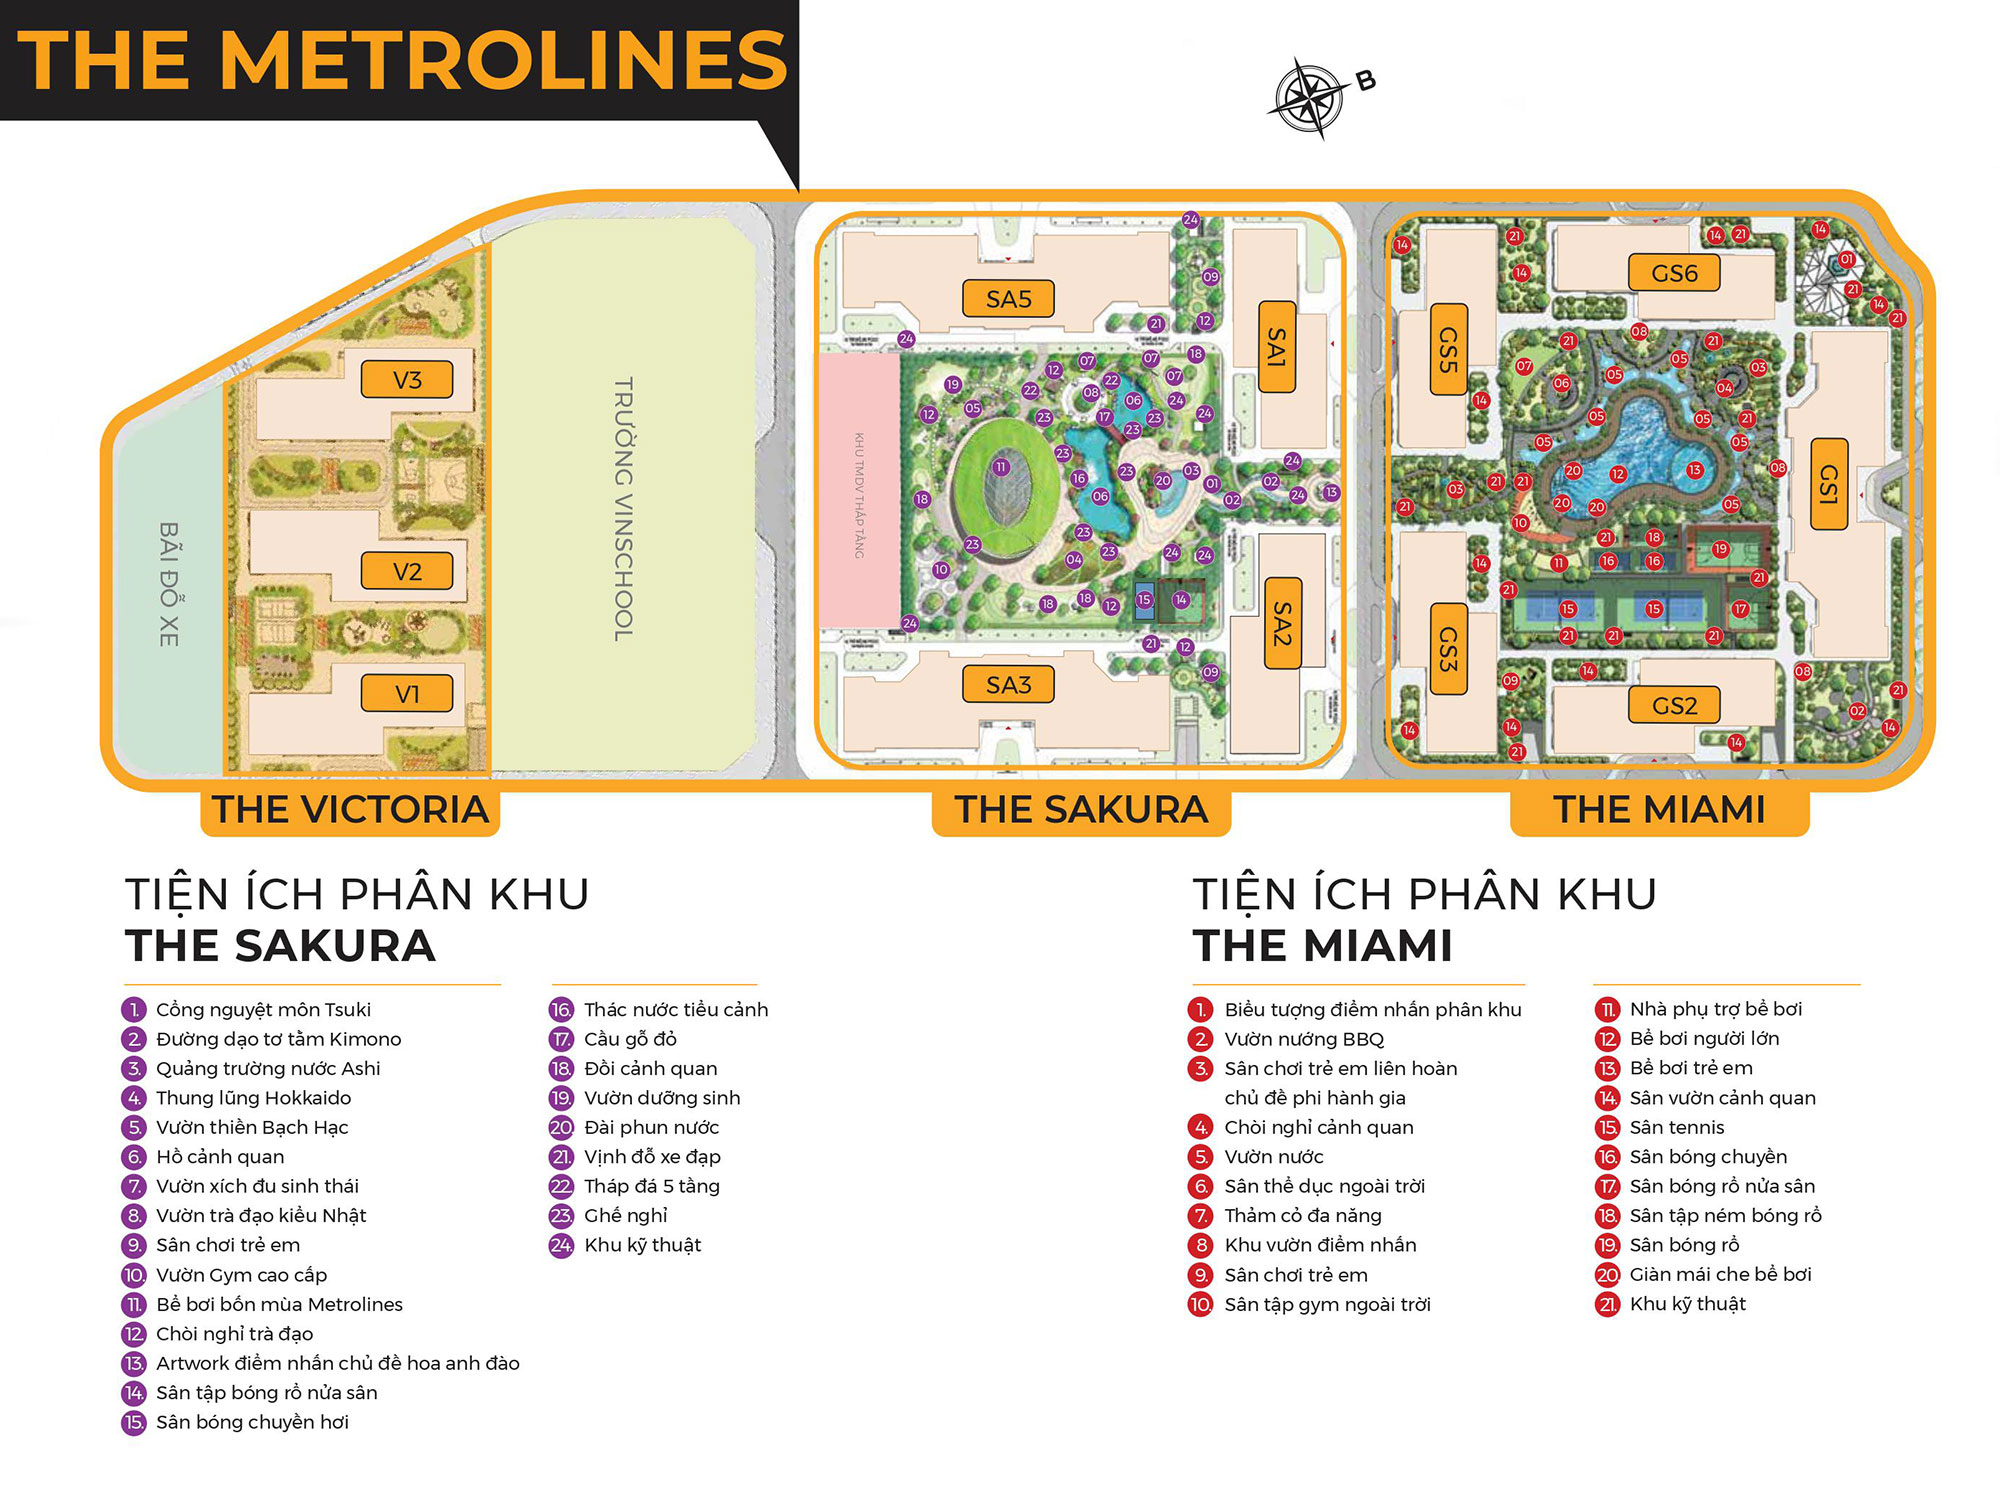 THE METROLINES
B
SA5
SA1
SA2
SA3
GS6
GS5
GS1
GS3
GS2
V3
V2
V1
BÃI ĐỖ XE
TRƯỜNG VINSCHOOL
KHU TMDV THẤP TẦNG
THE VICTORIA
THE SAKURA
THE MIAMI
TIỆN ÍCH PHÂN KHU
THE SAKURA
1. Cổng nguyệt môn Tsuki
2. Đường dạo tơ tằm Kimono
3. Quảng trường nước Ashi
4. Thung lũng Hokkaido
5. Vườn thiền Bạch Hạc
6. Hồ cảnh quan
7. Vườn xích đu sinh thái
8. Vườn trà đạo kiểu Nhật
9. Sân chơi trẻ em
10. Vườn Gym cao cấp
11. Bể bơi bốn mùa Metrolines
12. Chòi nghỉ trà đạo
13. Artwork điểm nhấn chủ đề hoa anh đào
14. Sân tập bóng rổ nửa sân
15. Sân bóng chuyền hơi
16. Thác nước tiểu cảnh
17. Cầu gỗ đỏ
18. Đồi cảnh quan
19. Vườn dưỡng sinh
20. Đài phun nước
21. Vịnh đỗ xe đạp
22. Tháp đá 5 tầng
23. Ghế nghỉ
24. Khu kỹ thuật
TIỆN ÍCH PHÂN KHU
THE MIAMI
1. Biểu tượng điểm nhấn phân khu
2. Vườn nướng BBQ
3. Sân chơi trẻ em liên hoàn
chủ đề phi hành gia
4. Chòi nghỉ cảnh quan
5. Vườn nước
6. Sân thể dục ngoài trời
7. Thảm cỏ đa năng
8 Khu vườn điểm nhấn
9. Sân chơi trẻ em
10. Sân tập gym ngoài trời
11. Nhà phụ trợ bể bơi
12. Bể bơi người lớn
13. Bể bơi trẻ em
14. Sân vườn cảnh quan
15. Sân tennis
16. Sân bóng chuyền
17. Sân bóng rổ nửa sân
18. Sân tập ném bóng rổ
19. Sân bóng rổ
20. Giàn mái che bể bơi
21. Khu kỹ thuật